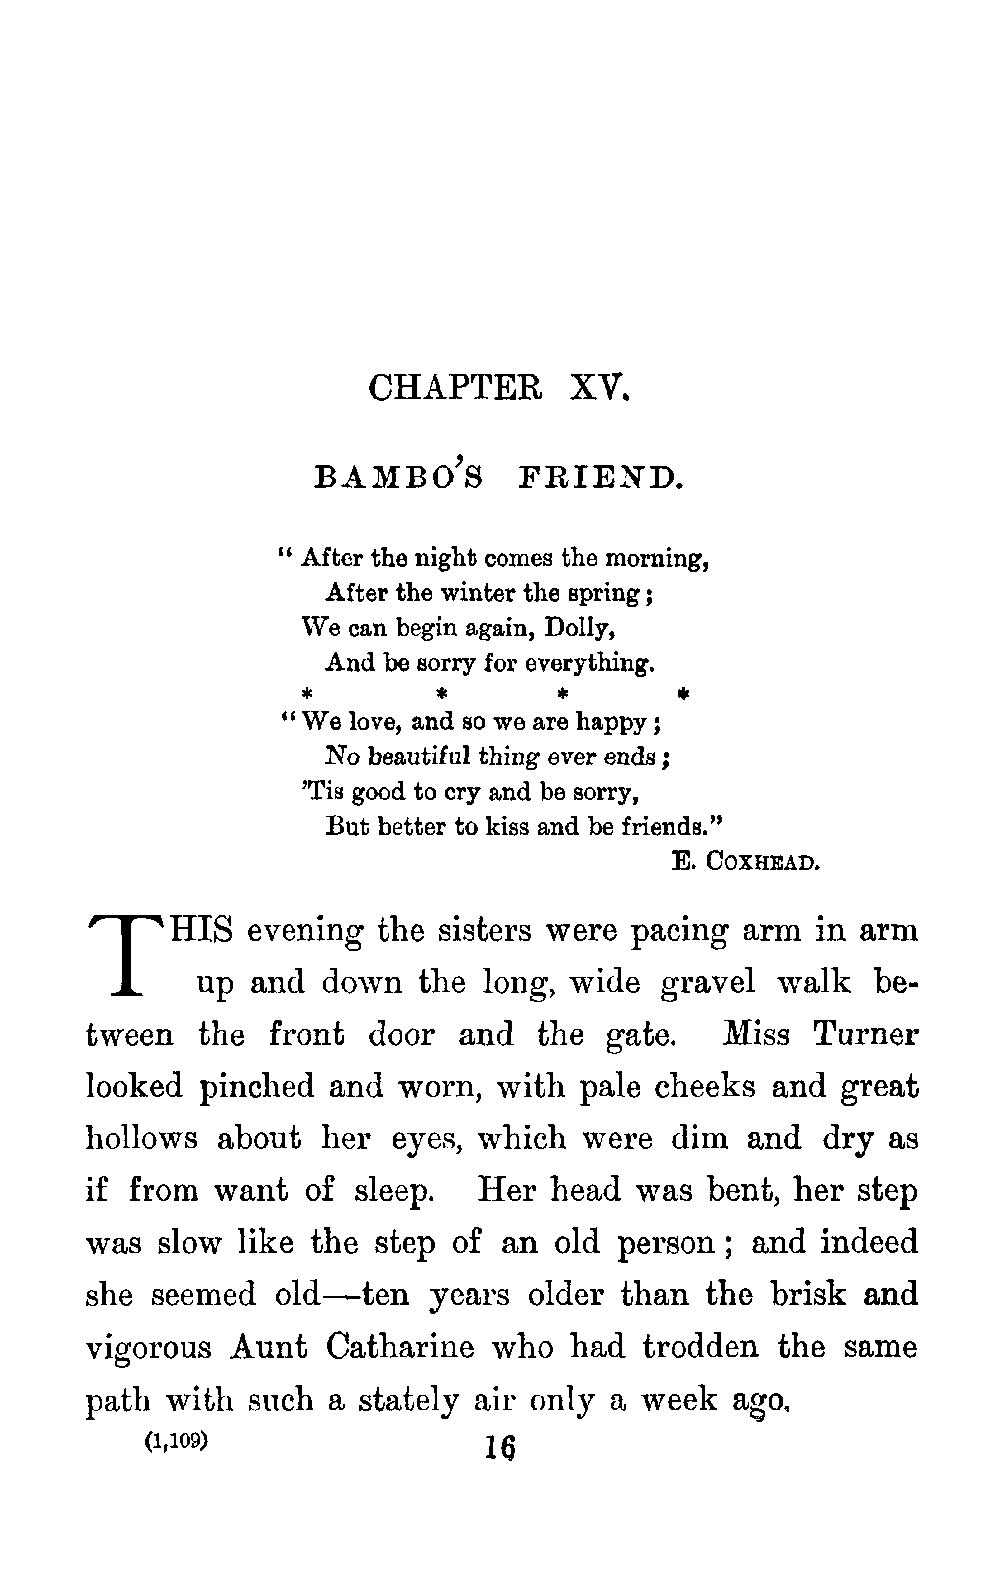 CHAPTER XV.
BAMBO'S FRIEND.
"After the night comes the morning,
After the winter the spring;
We can begin again, Dolly,
And be sorry for everything.
* * * *
"We love, and so we are happy;
No beautiful thing ever ends;
'Tis good to cry and be sorry,
But better to kiss and be friends."
E. COXHEAD.
THIS evening the sisters were pacing arm in arm
up and down the long, wide gravel walk be-
tween the front door and the gate. Miss Turner
looked pinched and worn, with pale cheeks and great
hollows about her eyes, which were dim and dry as
if from want of sleep. Her head was bent, her step
was slow like the step of an old person; and indeed
she seemed old—ten years older than the brisk and
vigorous Aunt Catharine who had trodden the same
path with such a stately air only a week ago.
(1,109) 16